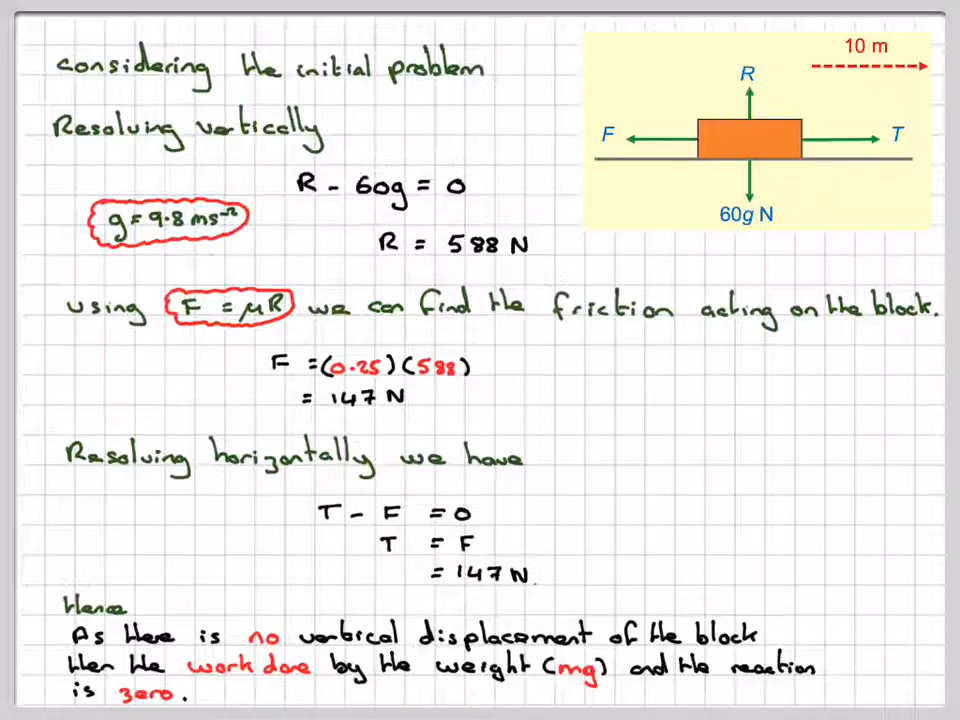 considering the initial problem
10 m
R
F
T
60g N
Resolving vertically
R - 60g = 0
g = 9.8 ms⁻²
R = 588 N
using F = μR we can find the friction acting on the block.
F = (0.25)(588)
= 147 N
Resolving horizontally we have
T - F = 0
T = F
= 147 N.
Hence
As there is no vertical displacement of the block
then the work done by the weight (mg) and the reaction
is zero.